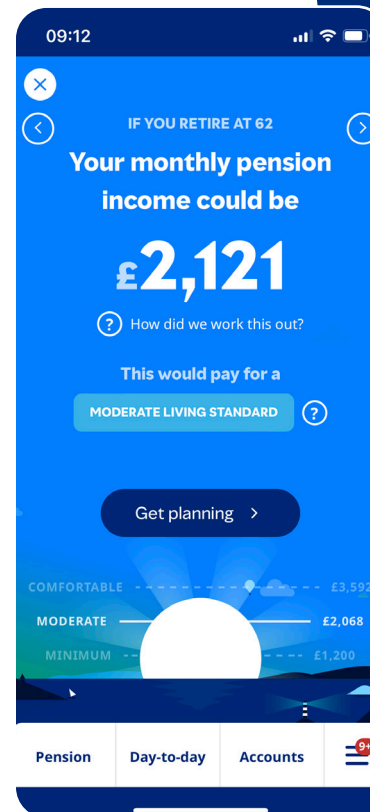 09:12
IF YOU RETIRE AT 62
Your monthly pension
income could be
£2,121
? How did we work this out?
This would pay for a
MODERATE LIVING STANDARD ?
Get planning
COMFORTABLE £3,592
MODERATE £2,068
MINIMUM £1,200
Pension Day-to-day Accounts 9+